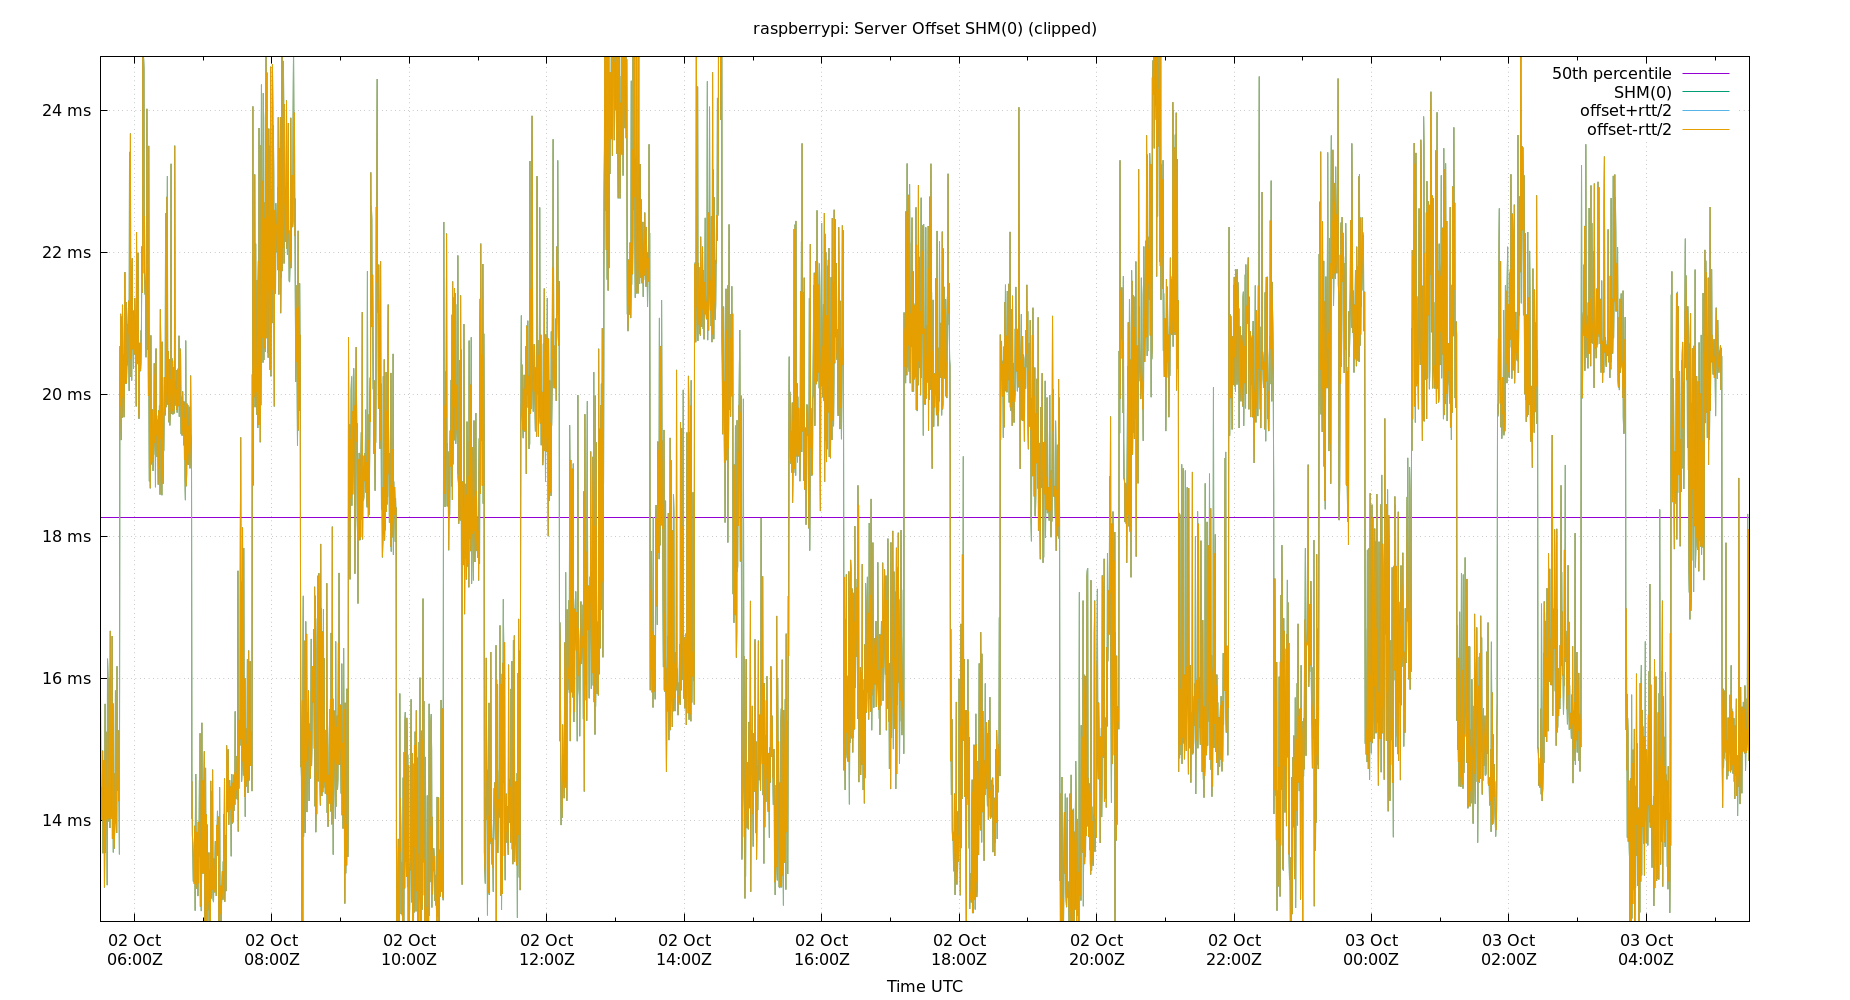 raspberrypi: Server Offset SHM(0) (clipped)
50th percentile
SHM(0)
offset+rtt/2
offset-rtt/2
24 ms
22 ms
20 ms
18 ms
16 ms
14 ms
02 Oct 02 Oct 02 Oct 02 Oct 02 Oct 02 Oct 02 Oct 02 Oct 02 Oct 03 Oct 03 Oct 03 Oct
06:00Z 08:00Z 10:00Z 12:00Z 14:00Z 16:00Z 18:00Z 20:00Z 22:00Z 00:00Z 02:00Z 04:00Z
Time UTC